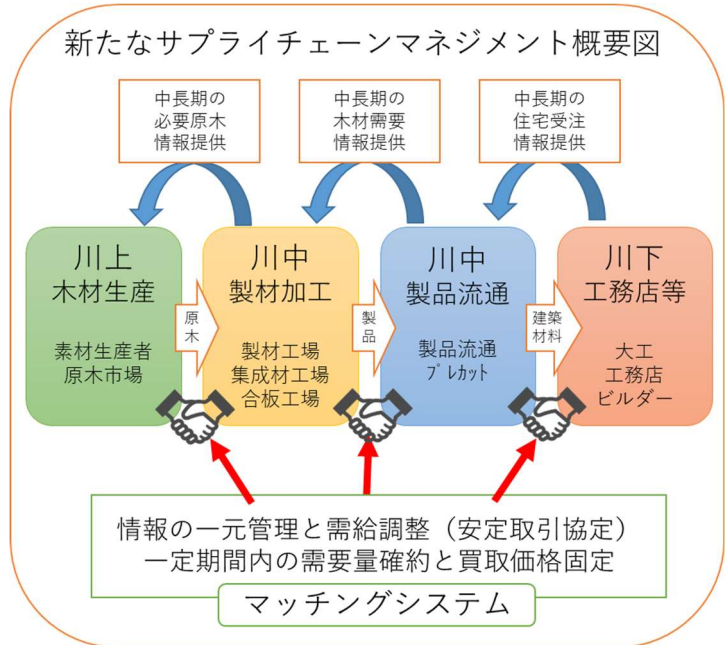 新たなサプライチェーンマネジメント概要図
中長期の
必要原木
情報提供
中長期の
木材需要
情報提供
中長期の
住宅受注
情報提供
川上
木材生産
素材生産者
原木市場
原木
川中
製材加工
製材工場
集成材工場
合板工場
製品
川中
製品流通
製品流通
プレカット
建築
材料
川下
工務店等
大工
工務店
ビルダー
情報の一元管理と需給調整（安定取引協定）
一定期間内の需要量確約と買取価格固定
マッチングシステム